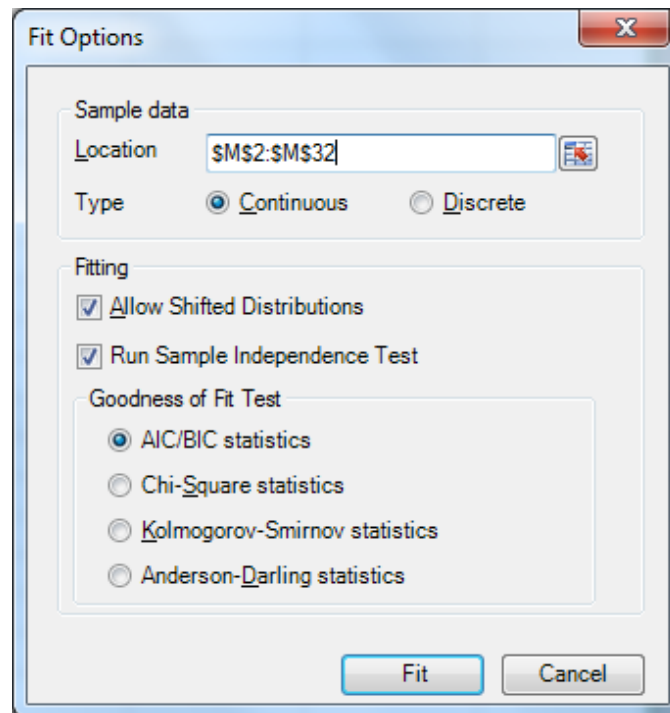 Fit Options
Sample data
Location $M$2:$M$32
Type Continuous Discrete
Fitting
Allow Shifted Distributions
Run Sample Independence Test
Goodness of Fit Test
AIC/BIC statistics
Chi-Square statistics
Kolmogorov-Smirnov statistics
Anderson-Darling statistics
Fit Cancel